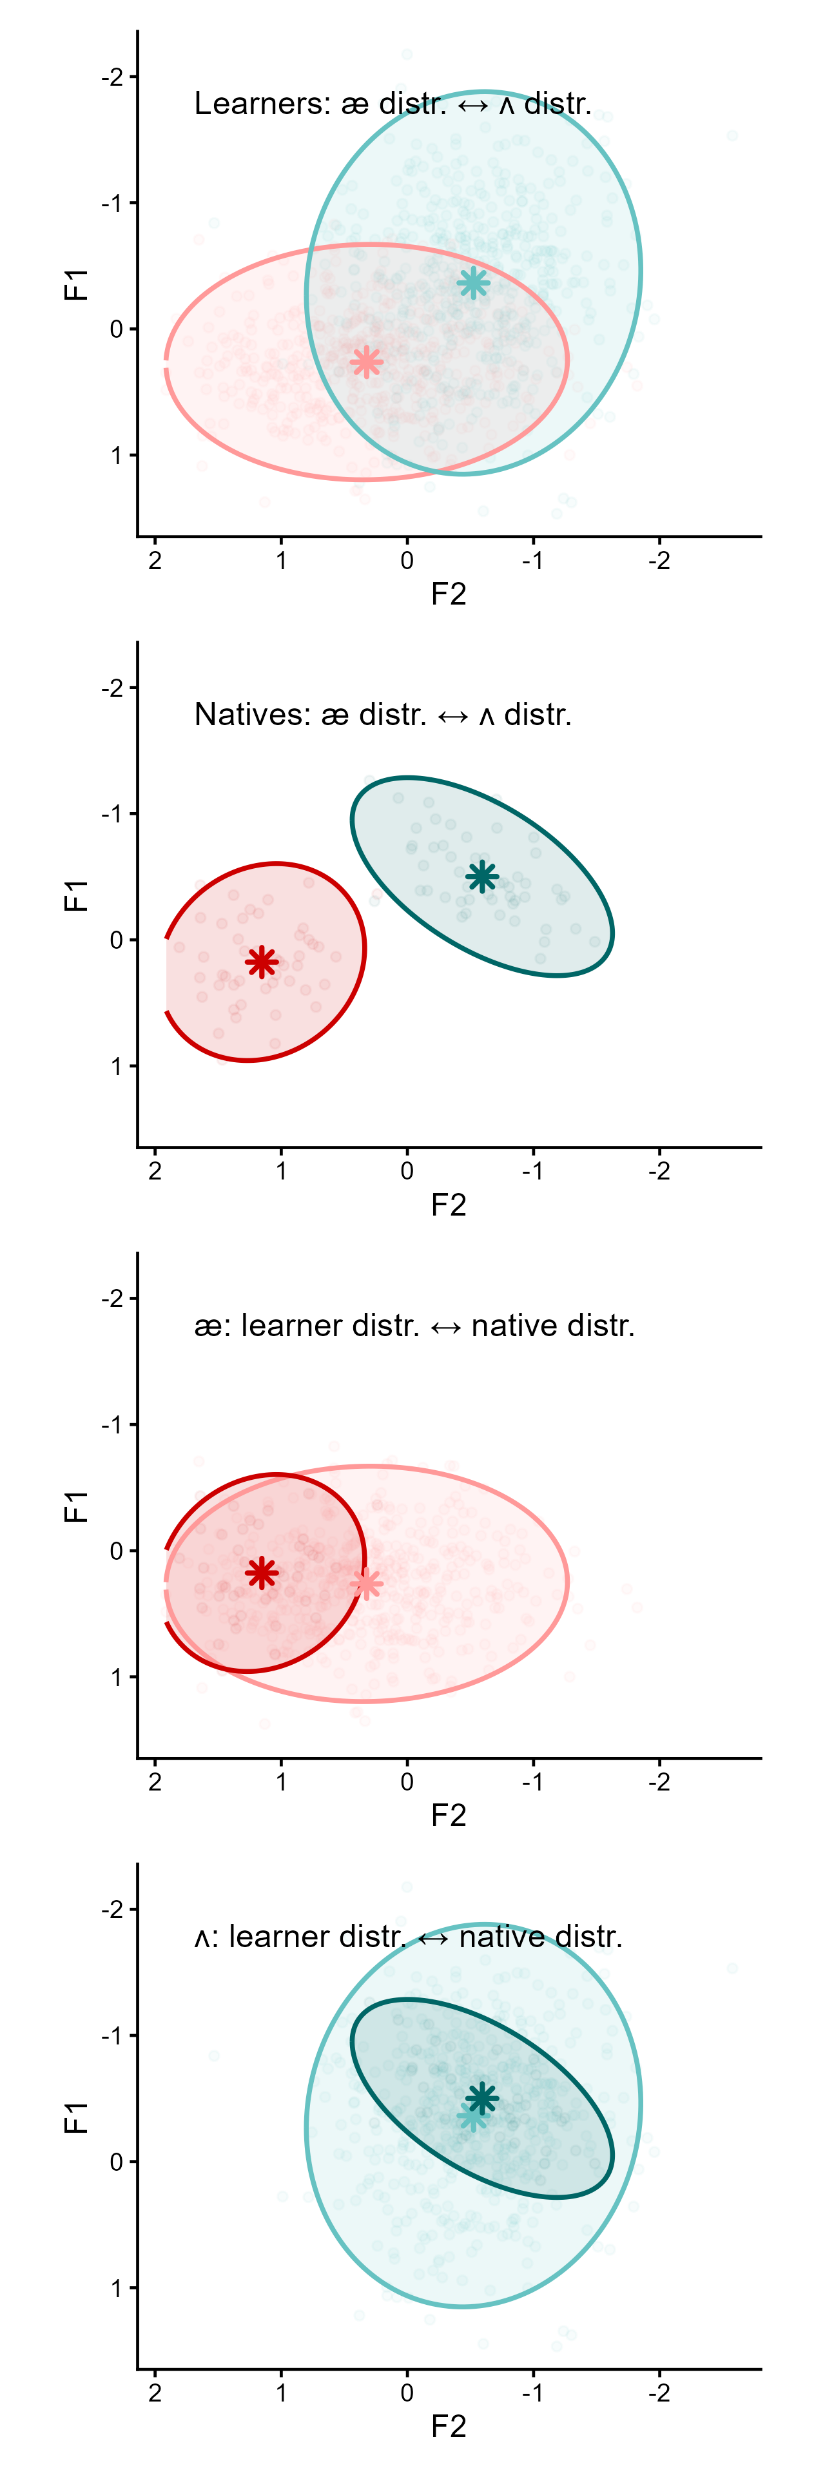 Learners: æ distr. ↔ ʌ distr.
-2
-1
0
1
F1
2 1 0 -1 -2
F2
Natives: æ distr. ↔ ʌ distr.
-2
-1
0
1
F1
2 1 0 -1 -2
F2
æ: learner distr. ↔ native distr.
-2
-1
0
1
F1
2 1 0 -1 -2
F2
ʌ: learner distr. ↔ native distr.
-2
-1
0
1
F1
2 1 0 -1 -2
F2